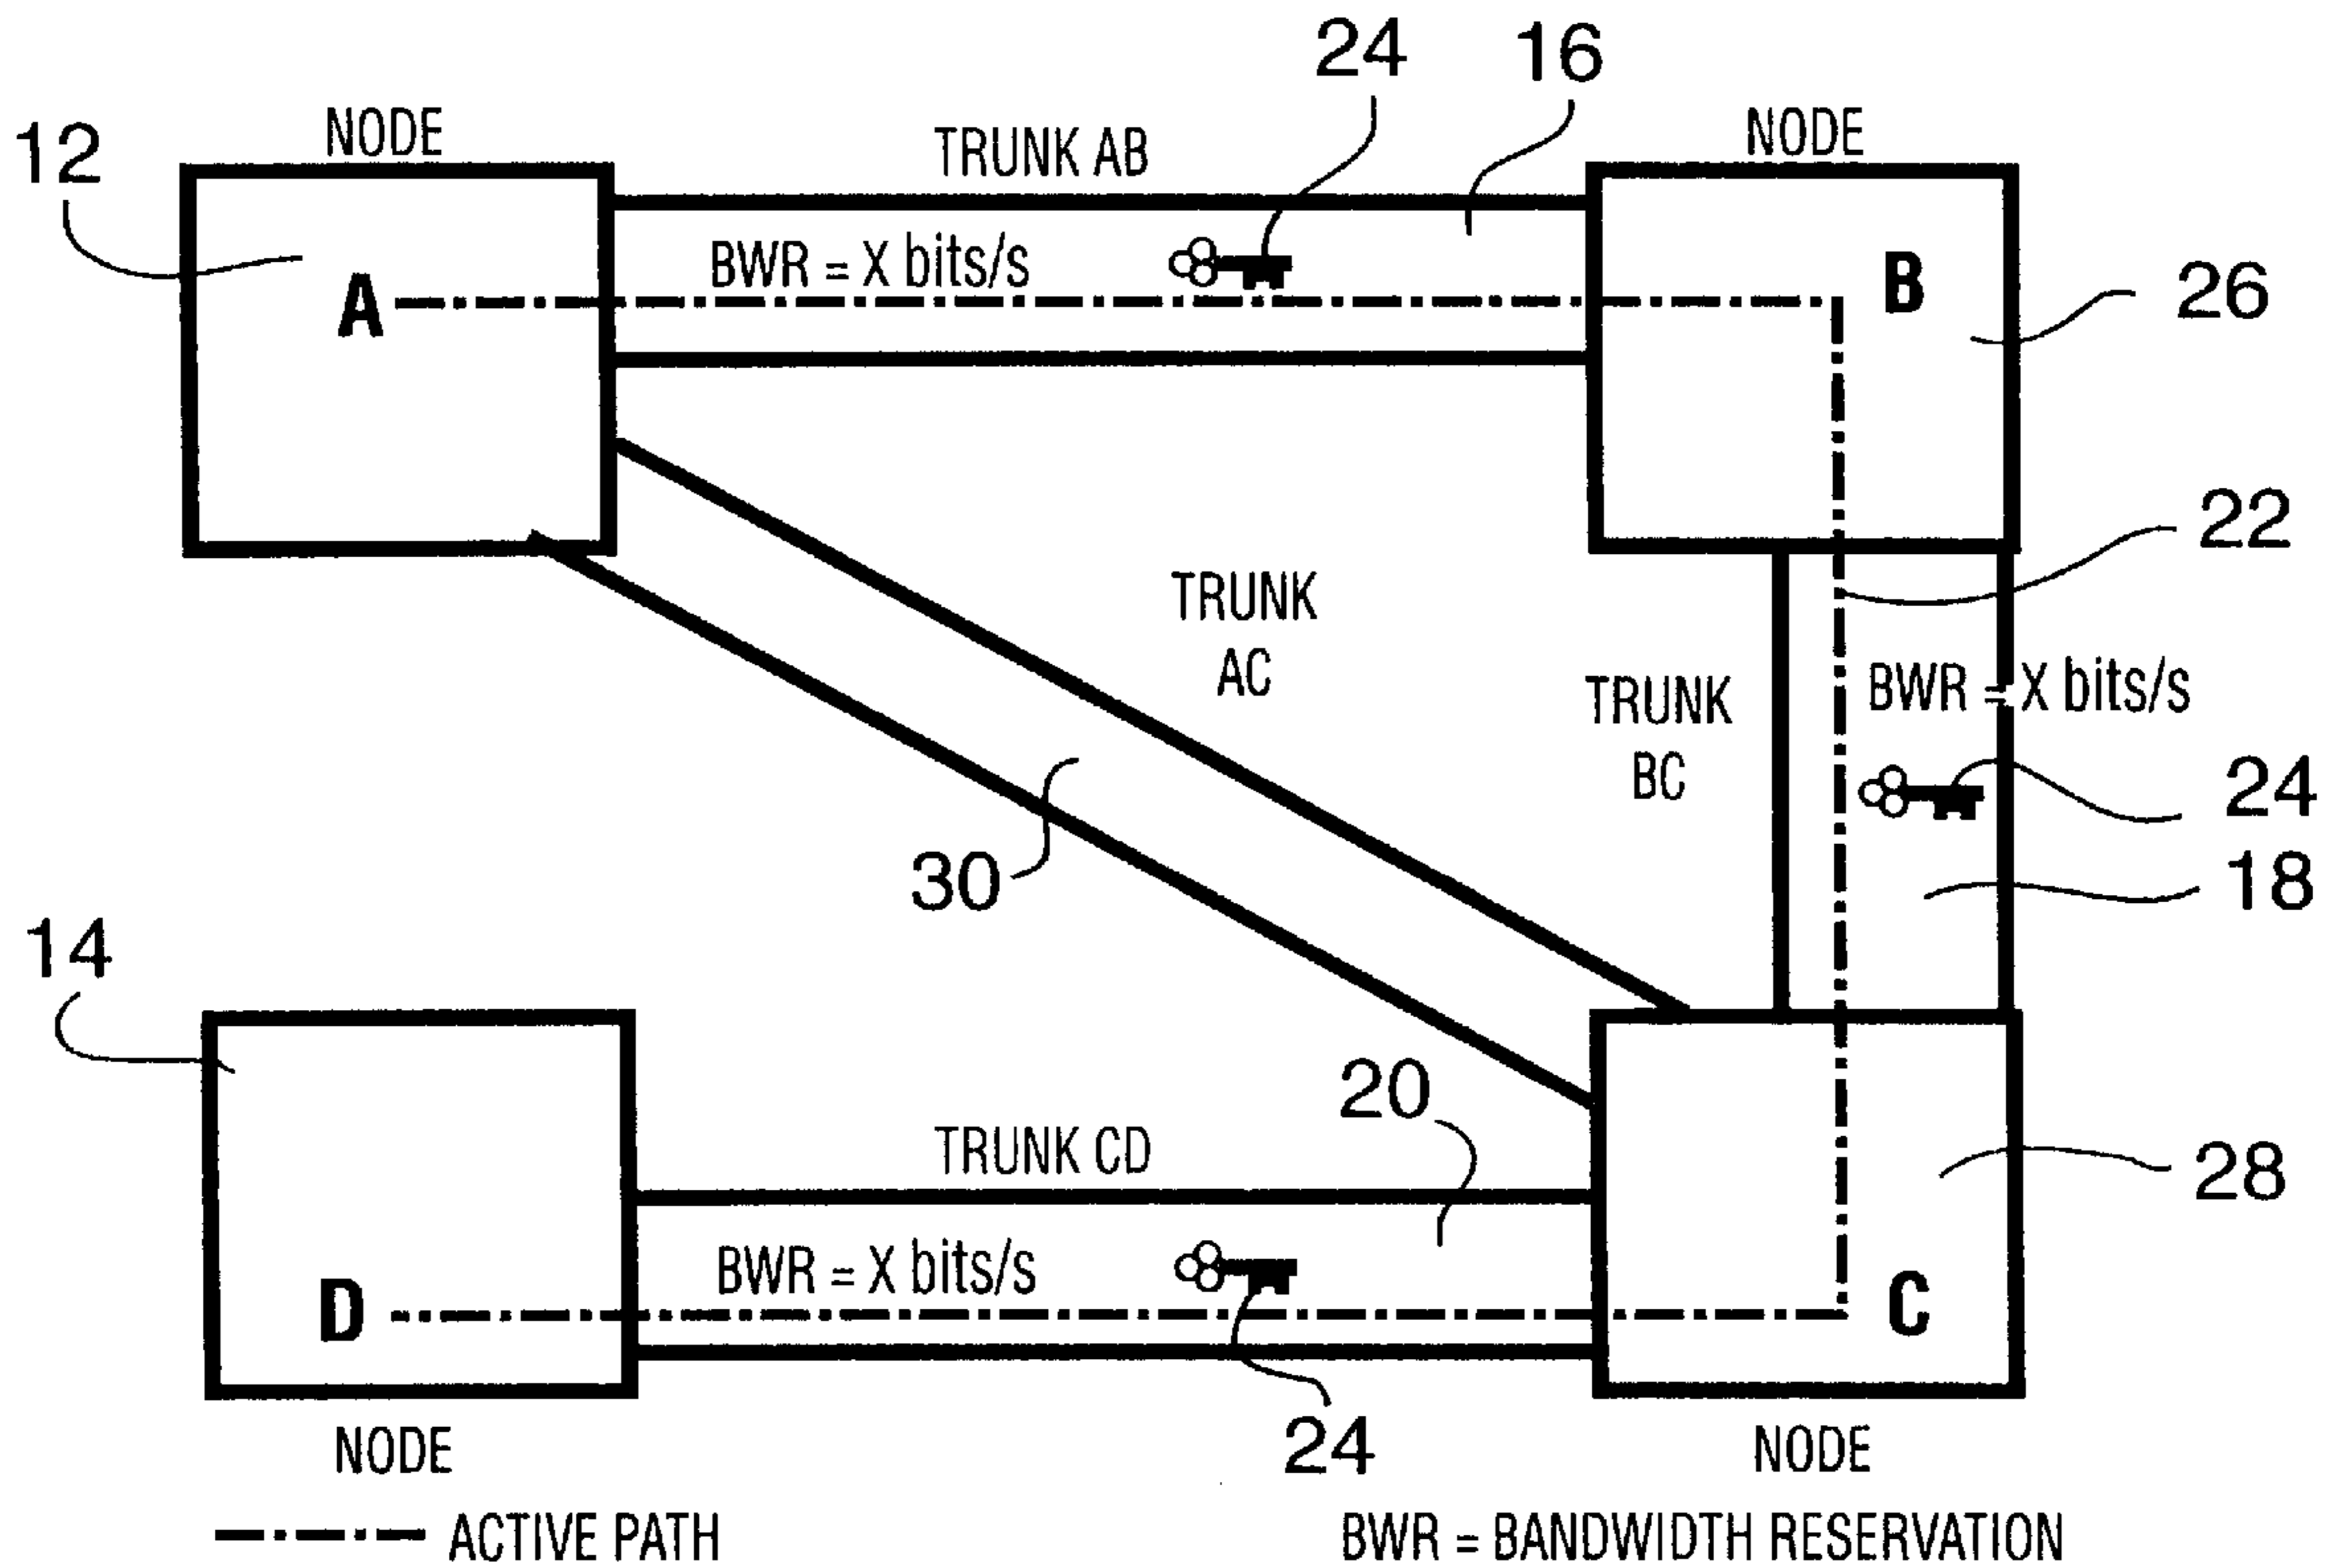 24
16
NODE
NODE
12
TRUNK AB
BWR = X bits/s
A
B
26
22
TRUNK
AC
TRUNK
BC
BWR = X bits/s
24
30
18
14
20
TRUNK CD
28
BWR = X bits/s
D
C
24
NODE
NODE
ACTIVE PATH
BWR = BANDWIDTH RESERVATION